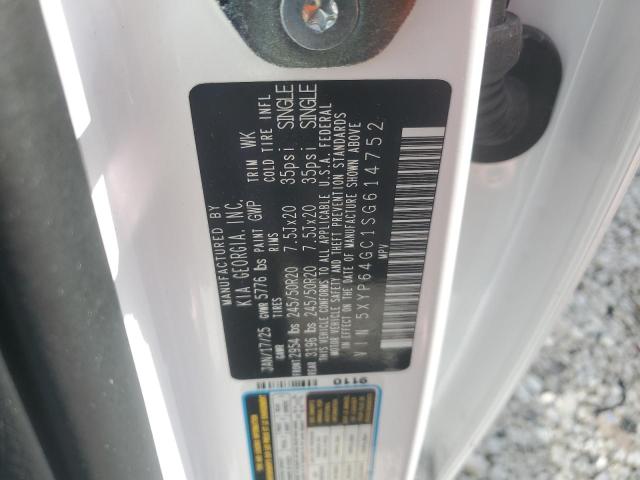 MANUFACTURED BY
KIA GEORGIA, INC.
JAN/17/25 GVWR 5776 lbs PAINT GWP TRIM WK
GAWR TIRES RIMS COLD TIRE INFL
FRONT 2954 lbs 245/50R20 7.5Jx20 35psi SINGLE
REAR 3196 lbs 245/50R20 7.5Jx20 35psi SINGLE
THIS VEHICLE CONFORMS TO ALL APPLICABLE U.S.A. FEDERAL
MOTOR VEHICLE SAFETY AND THEFT PREVENTION STANDARDS
IN EFFECT ON THE DATE OF MANUFACTURE SHOWN ABOVE
VIN 5XYP64GC1SG614752
MPV
9110